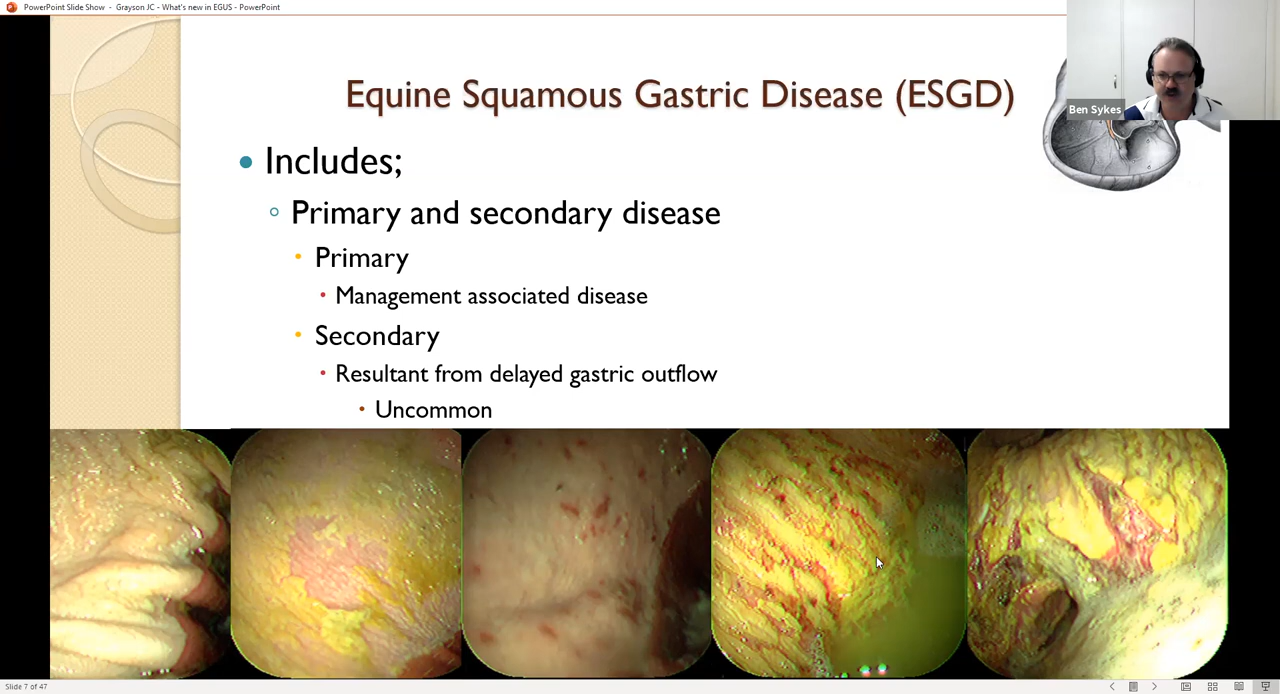 PowerPoint Slide Show - Grayson JC - What's new in EGUS - PowerPoint
Equine Squamous Gastric Disease (ESGD)
Ben Sykes
Includes;
Primary and secondary disease
Primary
Management associated disease
Secondary
Resultant from delayed gastric outflow
Uncommon
Slide 7 of 47